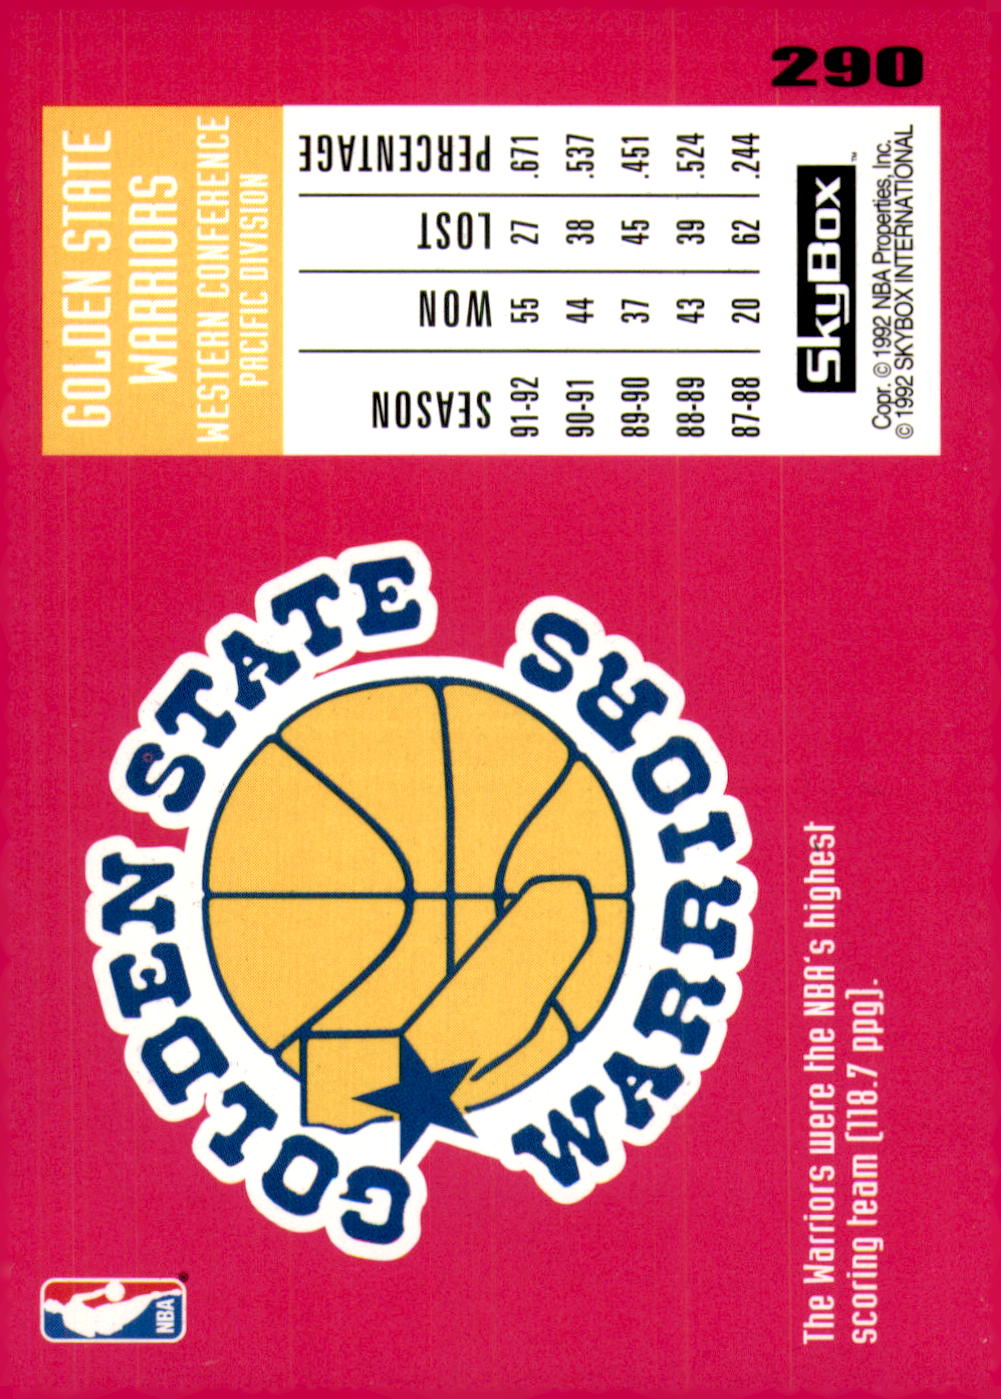 290
GOLDEN STATE
WARRIORS
WESTERN CONFERENCE
PACIFIC DIVISION
SEASON WON LOST PERCENTAGE
91-92 55 27 .671
90-91 44 38 .537
89-90 37 45 .451
88-89 43 39 .524
87-88 20 62 .244
SkyBox™
Copr. © 1992 NBA Properties, Inc.
© 1992 SKYBOX INTERNATIONAL
GOLDEN STATE
WARRIORS
NBA
The Warriors were the NBA's highest
scoring team (118.7 ppg).